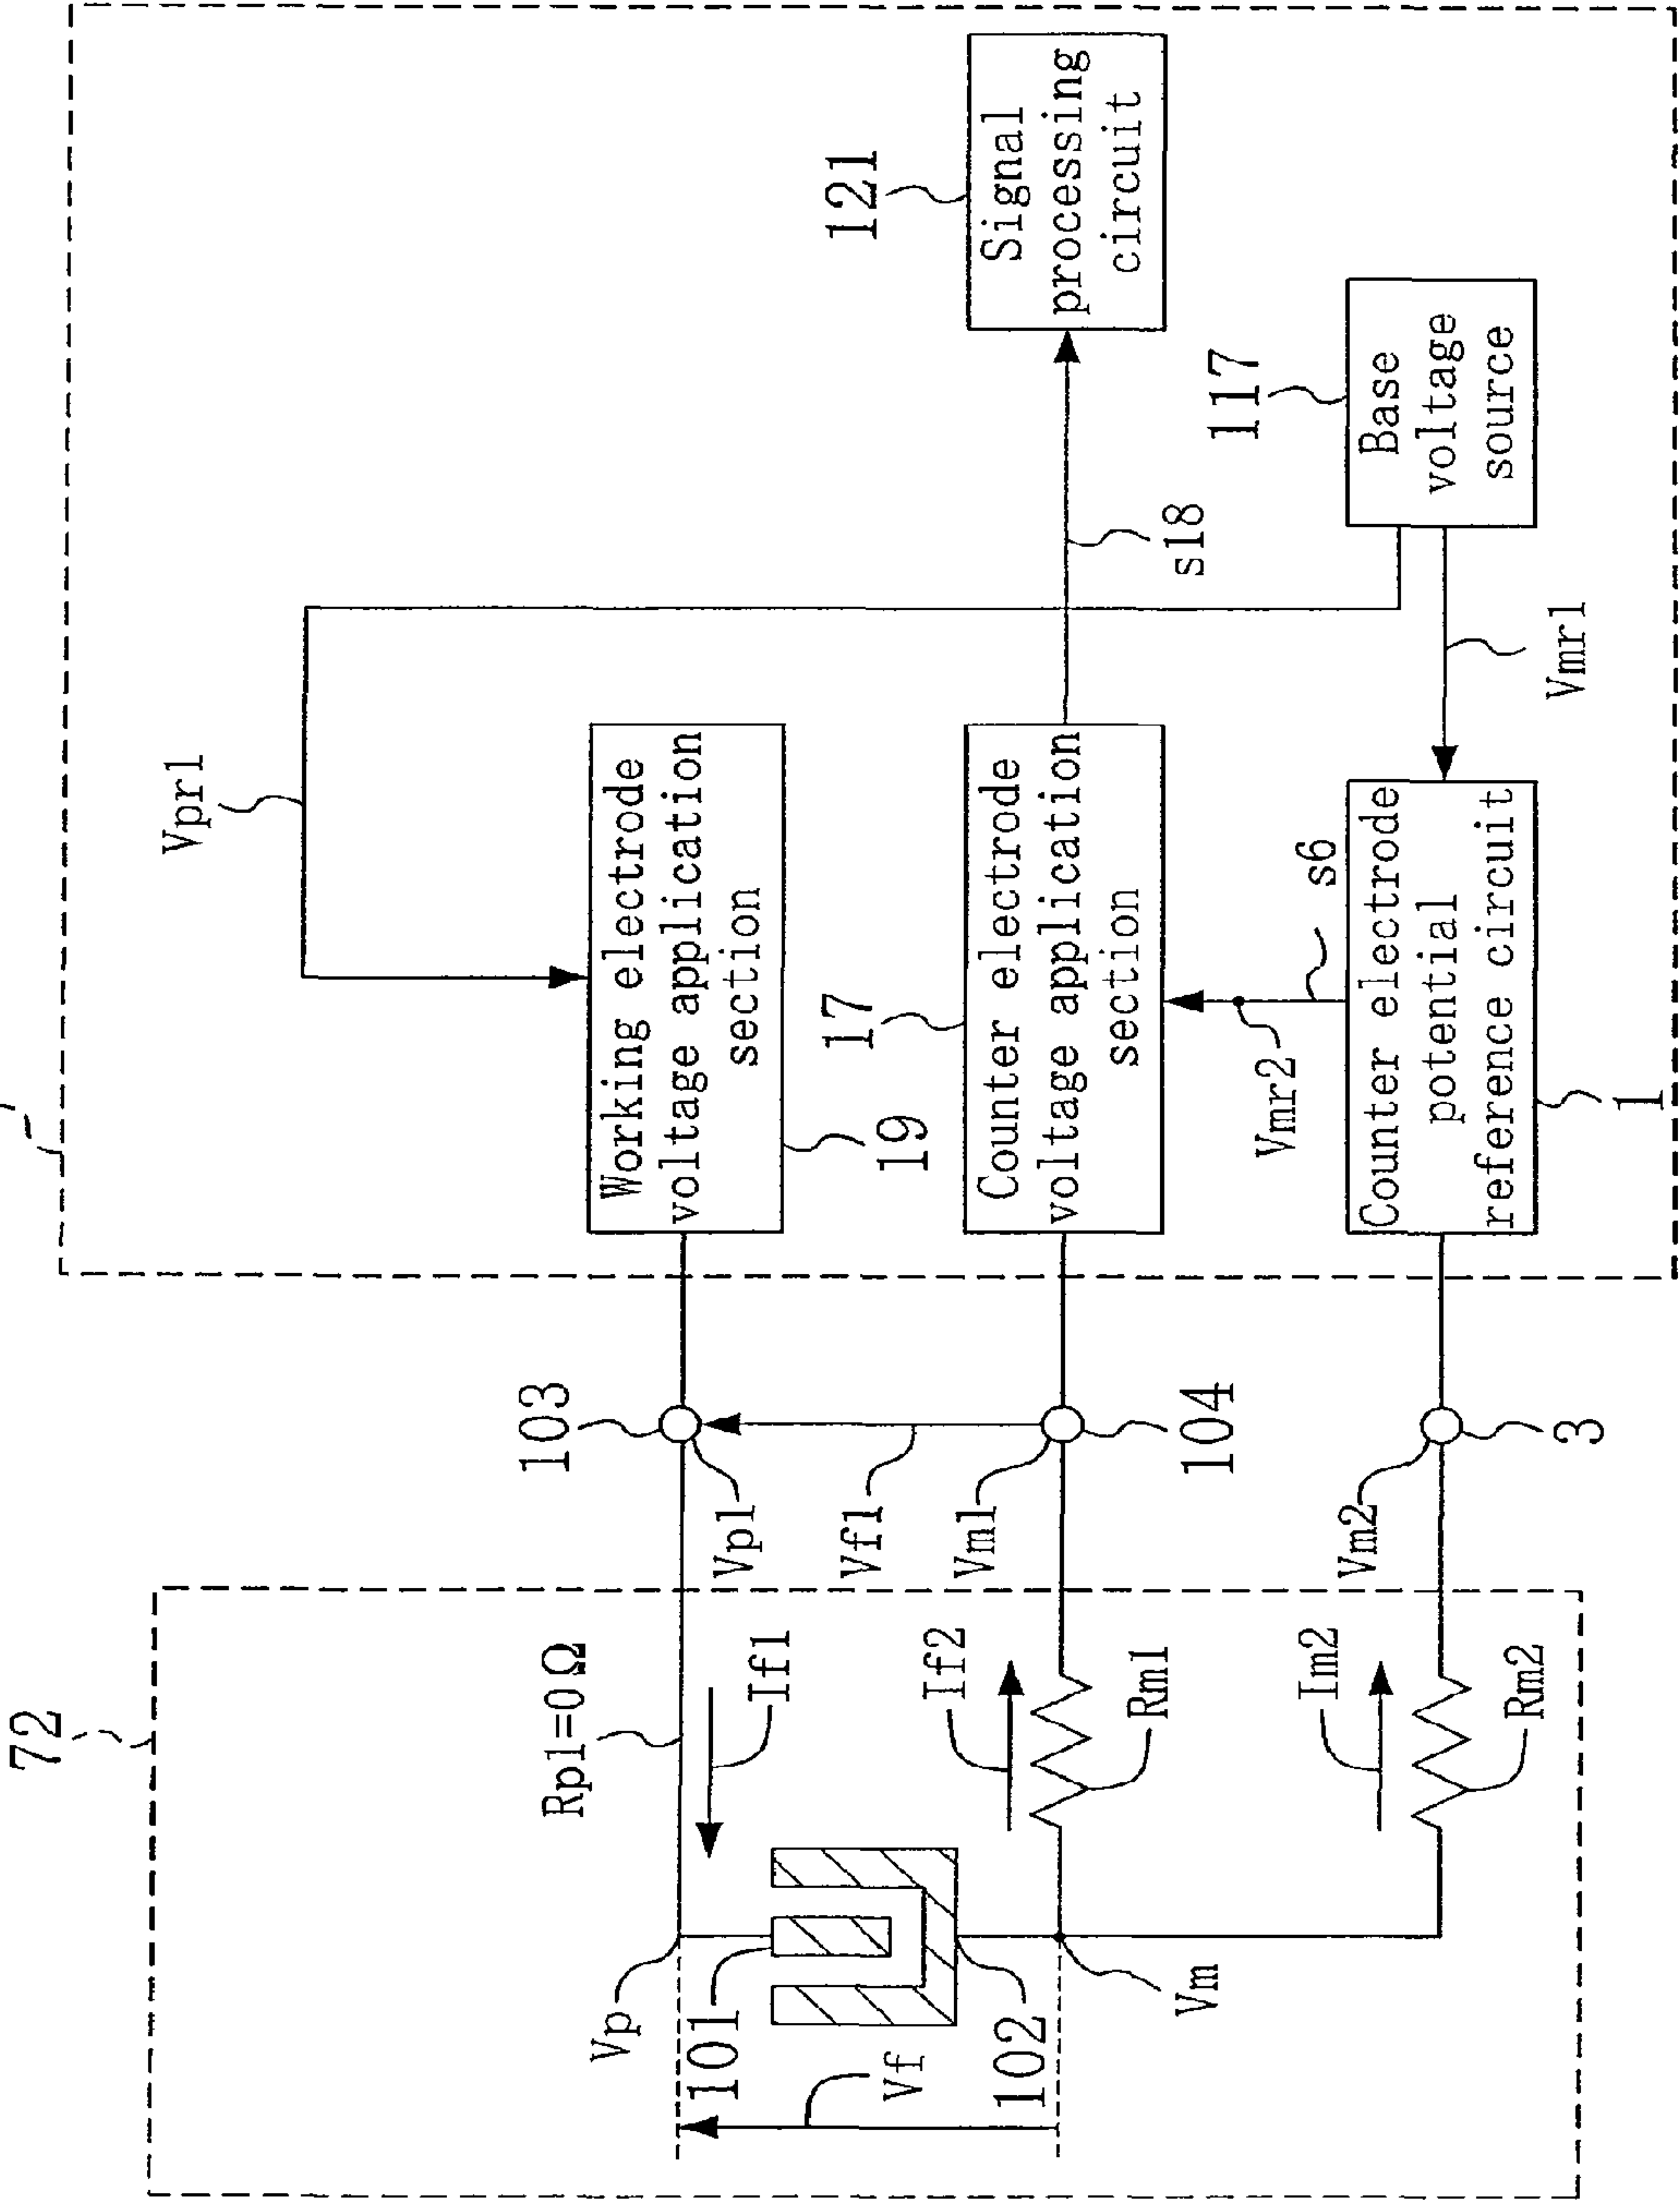 72
Rp1=0Ω
If1
Vp
101
Vf
102
Vm
If2
Rm1
Im2
Rm2
103
Vp1
Vf1
Vm1
104
Vm2
3
Vpr1
Working electrode
voltage application
section
19
17
Counter electrode
voltage application
section
s18
121
Signal
processing
circuit
Vmr2
s6
Counter electrode
potential
reference circuit
1
Vmr1
117
Base
voltage
source